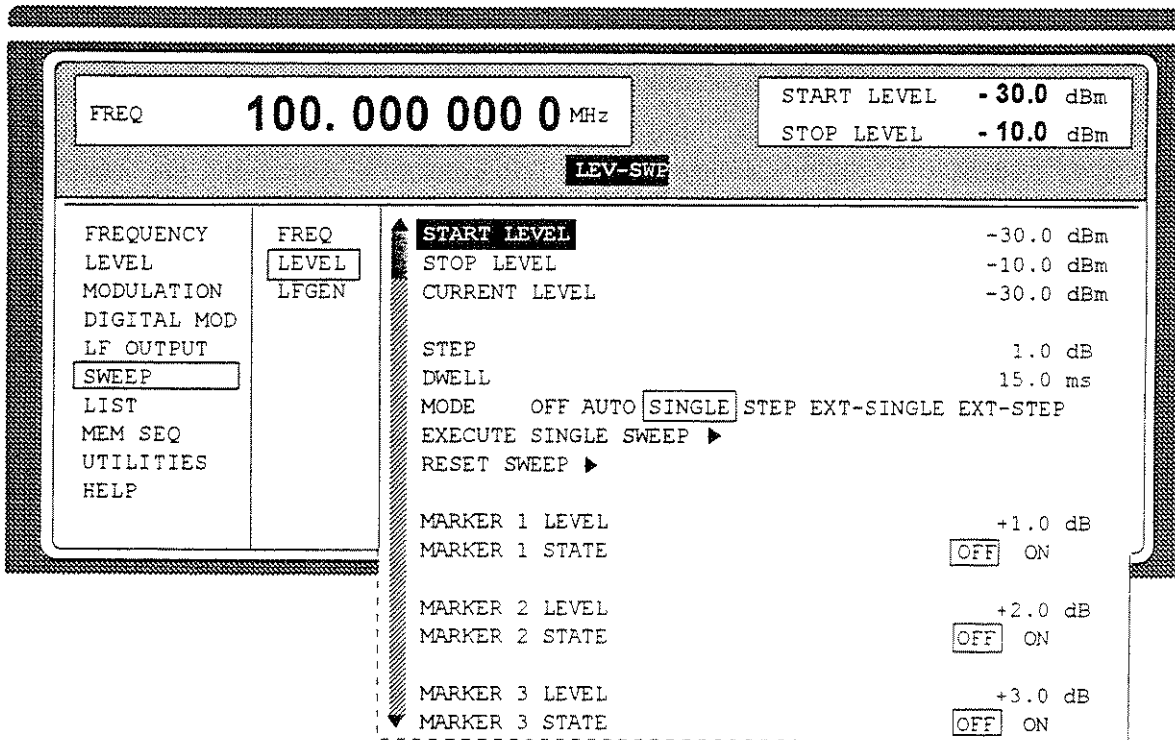 FREQ 100. 000 000 0 MHz
START LEVEL - 30.0 dBm
STOP LEVEL - 10.0 dBm
LEV-SWP
FREQUENCY
LEVEL
MODULATION
DIGITAL MOD
LF OUTPUT
SWEEP
LIST
MEM SEQ
UTILITIES
HELP
FREQ
LEVEL
LFGEN
START LEVEL -30.0 dBm
STOP LEVEL -10.0 dBm
CURRENT LEVEL -30.0 dBm
STEP 1.0 dB
DWELL 15.0 ms
MODE OFF AUTO SINGLE STEP EXT-SINGLE EXT-STEP
EXECUTE SINGLE SWEEP ▶
RESET SWEEP ▶
MARKER 1 LEVEL +1.0 dB
MARKER 1 STATE OFF ON
MARKER 2 LEVEL +2.0 dB
MARKER 2 STATE OFF ON
MARKER 3 LEVEL +3.0 dB
MARKER 3 STATE OFF ON